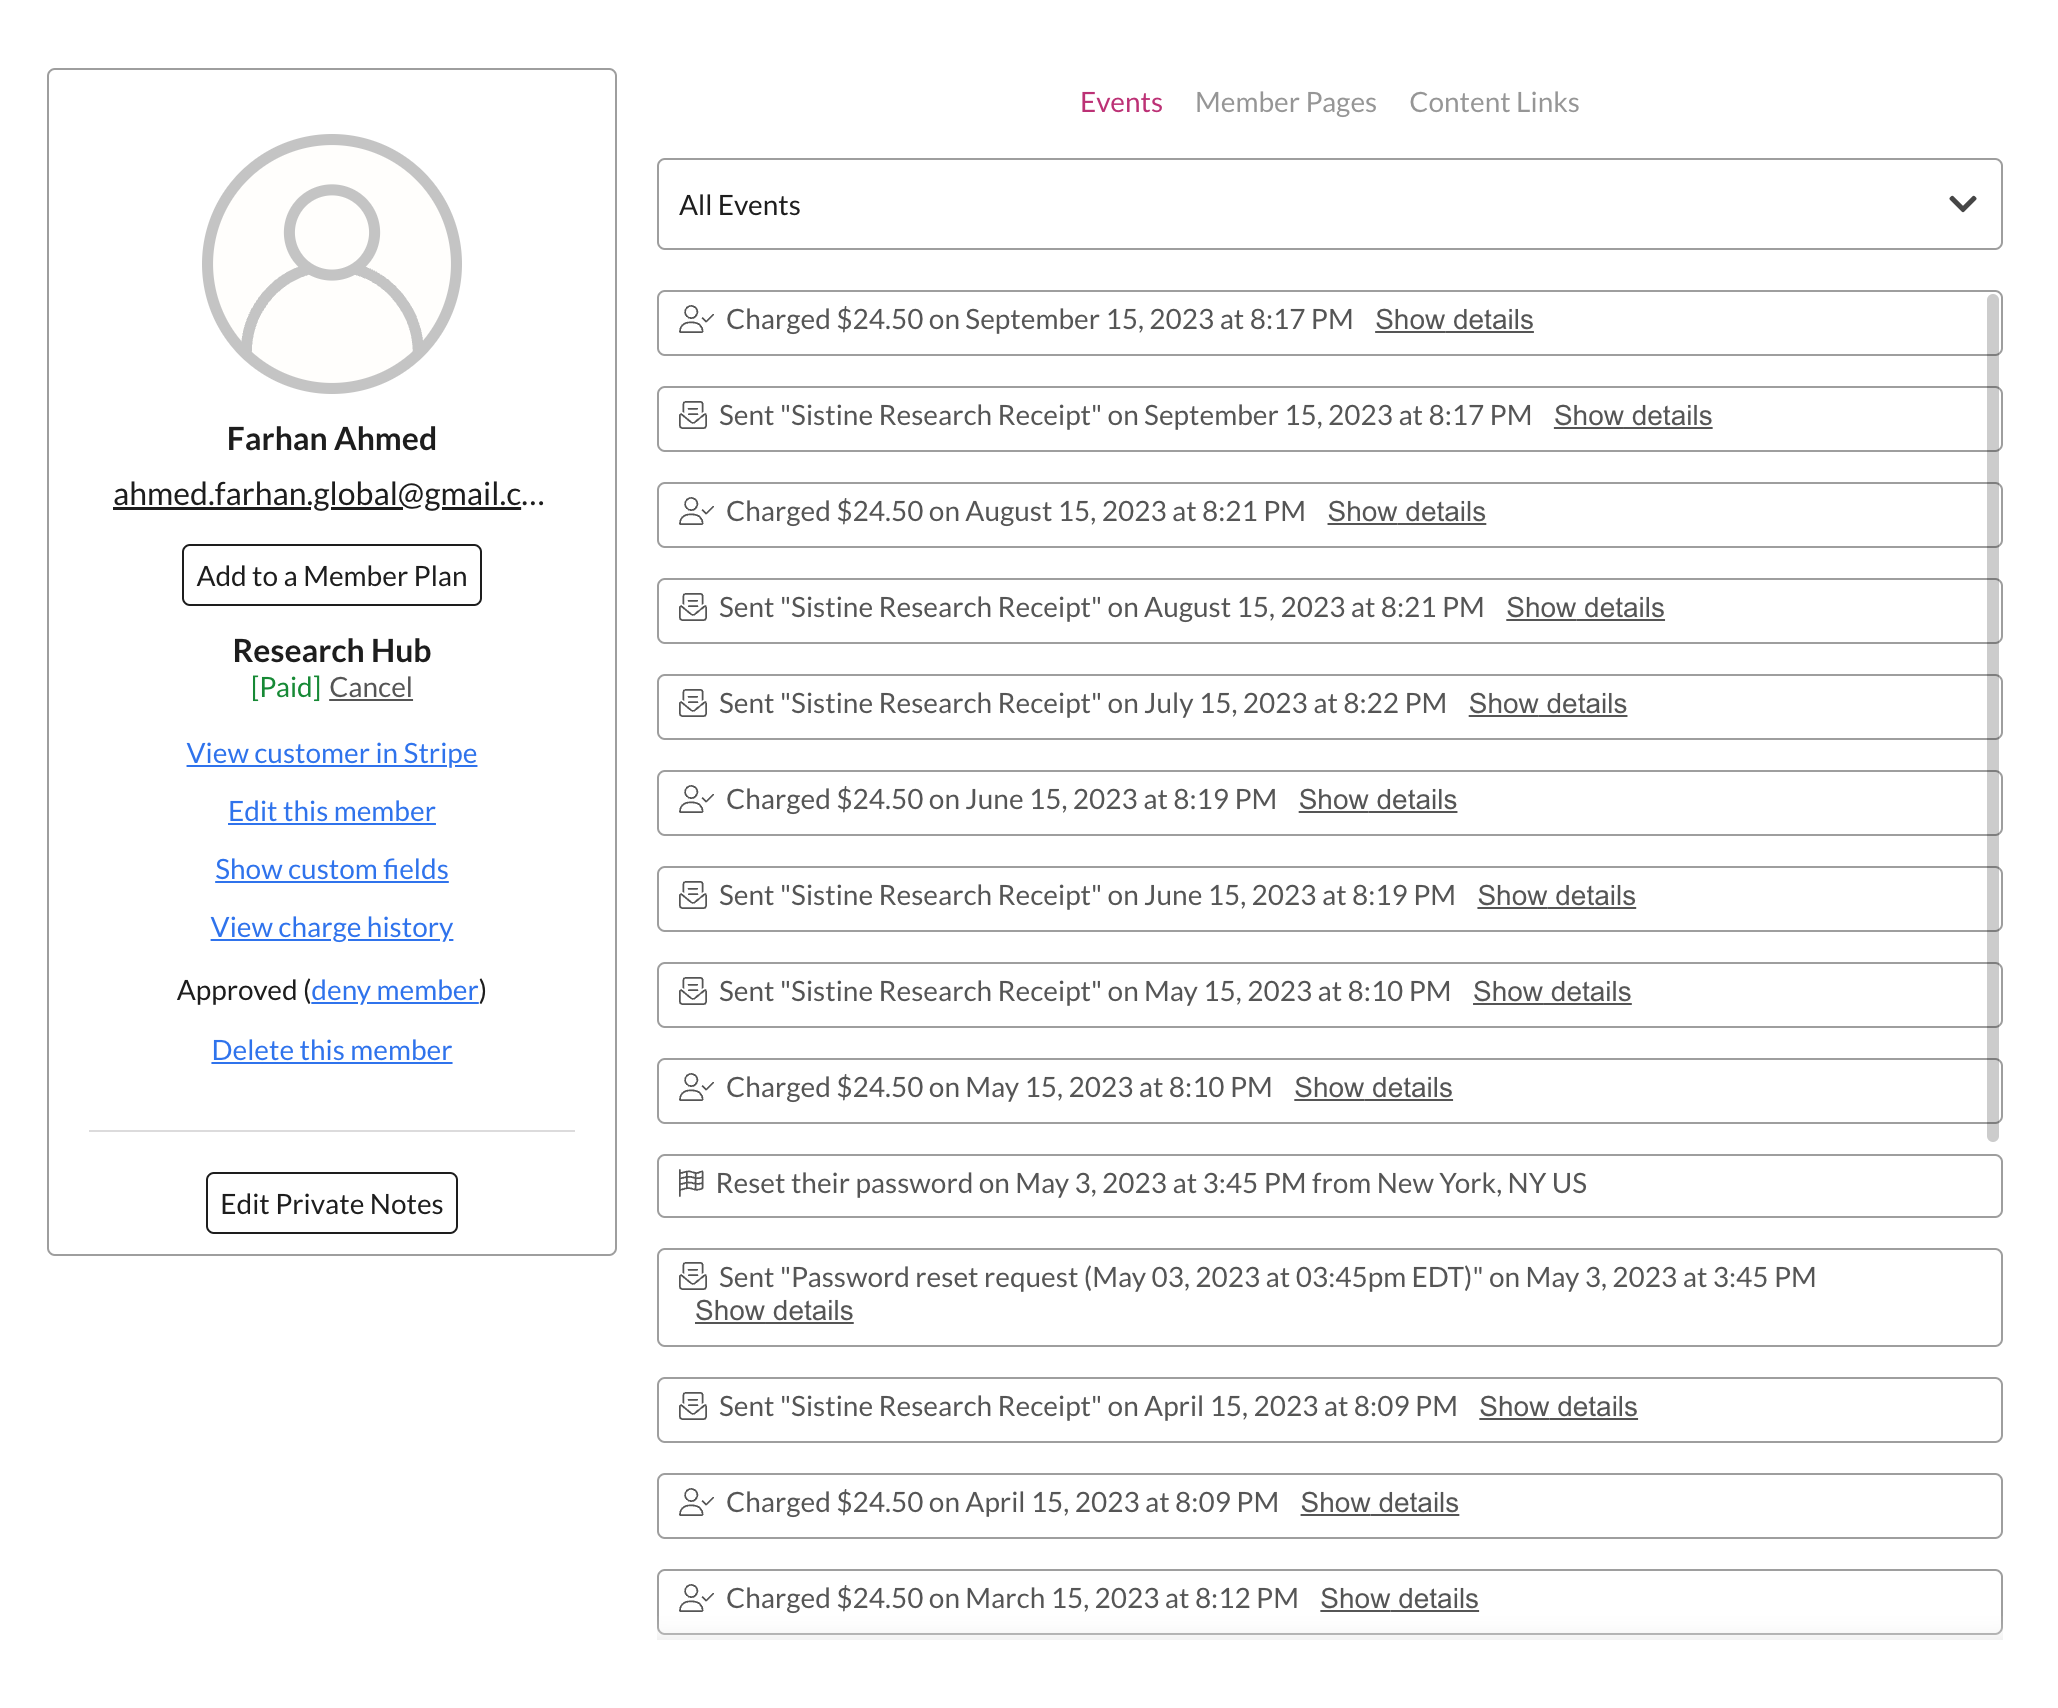 Farhan Ahmed
ahmed.farhan.global@gmail.c...
Add to a Member Plan
Research Hub
[Paid] Cancel
View customer in Stripe
Edit this member
Show custom fields
View charge history
Approved (deny member)
Delete this member
Edit Private Notes
Events Member Pages Content Links
All Events
Charged $24.50 on September 15, 2023 at 8:17 PM Show details
Sent "Sistine Research Receipt" on September 15, 2023 at 8:17 PM Show details
Charged $24.50 on August 15, 2023 at 8:21 PM Show details
Sent "Sistine Research Receipt" on August 15, 2023 at 8:21 PM Show details
Sent "Sistine Research Receipt" on July 15, 2023 at 8:22 PM Show details
Charged $24.50 on June 15, 2023 at 8:19 PM Show details
Sent "Sistine Research Receipt" on June 15, 2023 at 8:19 PM Show details
Sent "Sistine Research Receipt" on May 15, 2023 at 8:10 PM Show details
Charged $24.50 on May 15, 2023 at 8:10 PM Show details
Reset their password on May 3, 2023 at 3:45 PM from New York, NY US
Sent "Password reset request (May 03, 2023 at 03:45pm EDT)" on May 3, 2023 at 3:45 PM
Show details
Sent "Sistine Research Receipt" on April 15, 2023 at 8:09 PM Show details
Charged $24.50 on April 15, 2023 at 8:09 PM Show details
Charged $24.50 on March 15, 2023 at 8:12 PM Show details